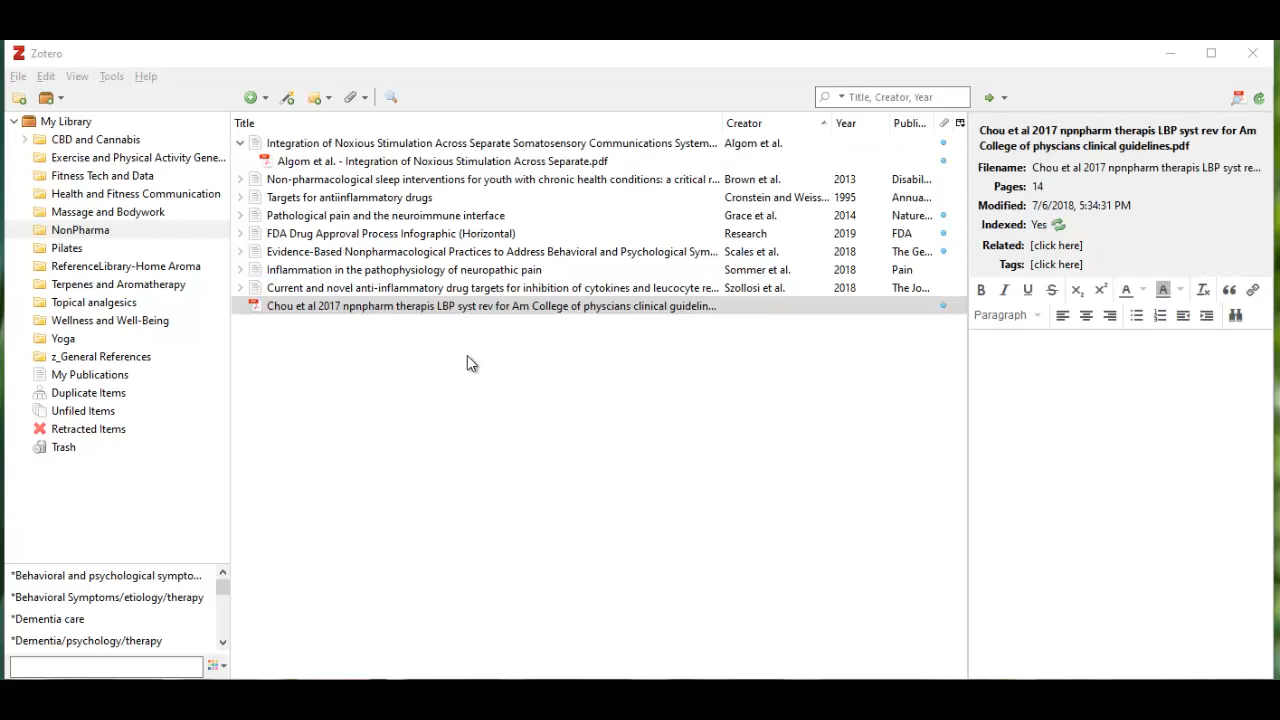 Zotero
File Edit View Tools Help
Title, Creator, Year
My Library
CBD and Cannabis
Exercise and Physical Activity Gene...
Fitness Tech and Data
Health and Fitness Communication
Massage and Bodywork
NonPharma
Pilates
ReferenceLibrary-Home Aroma
Terpenes and Aromatherapy
Topical analgesics
Wellness and Well-Being
Yoga
z_General References
My Publications
Duplicate Items
Unfiled Items
Retracted Items
Trash
*Behavioral and psychological sympto...
*Behavioral Symptoms/etiology/therapy
*Dementia care
*Dementia/psychology/therapy
Title Creator Year Publi...
Integration of Noxious Stimulation Across Separate Somatosensory Communications System... Algom et al.
Algom et al. - Integration of Noxious Stimulation Across Separate.pdf
Non-pharmacological sleep interventions for youth with chronic health conditions: a critical r... Brown et al. 2013 Disabil...
Targets for antiinflammatory drugs Cronstein and Weiss... 1995 Annua...
Pathological pain and the neuroimmune interface Grace et al. 2014 Nature...
FDA Drug Approval Process Infographic (Horizontal) Research 2019 FDA
Evidence-Based Nonpharmacological Practices to Address Behavioral and Psychological Sym... Scales et al. 2018 The Ge...
Inflammation in the pathophysiology of neuropathic pain Sommer et al. 2018 Pain
Current and novel anti-inflammatory drug targets for inhibition of cytokines and leucocyte re... Szollosi et al. 2018 The Jo...
Chou et al 2017 npnpharm therapis LBP syst rev for Am College of physcians clinical guidelin...
Chou et al 2017 npnpharm therapis LBP syst rev for Am
College of physcians clinical guidelines.pdf
Filename: Chou et al 2017 npnpharm therapis LBP syst re...
Pages: 14
Modified: 7/6/2018, 5:34:31 PM
Indexed: Yes
Related: [click here]
Tags: [click here]
B I U S X₂ X² A A Tx
Paragraph